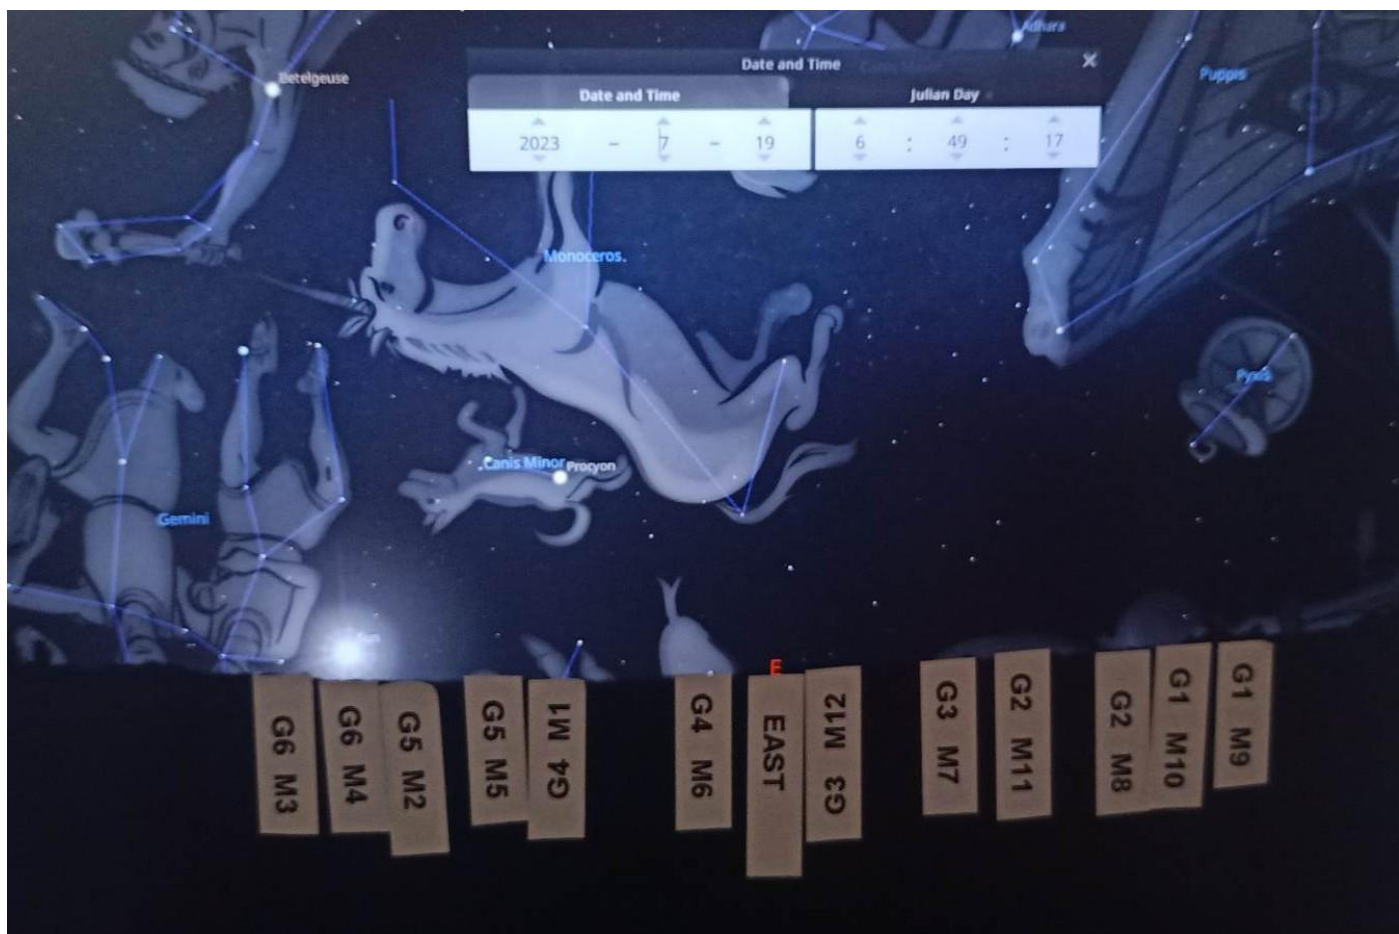 Adhara
Betelgeuse
Date and Time
Puppis
Date and Time
Julian Day
2023 - 7 - 19
6 : 49 : 17
Monoceros
Pyxis
Canis Minor
Procyon
Gemini
E
G6 M3
G6 M4
G5 M2
G5 M5
G4 M1
G4 M6
EAST
G3 M12
G3 M7
G2 M11
G2 M8
G1 M10
G1 M9